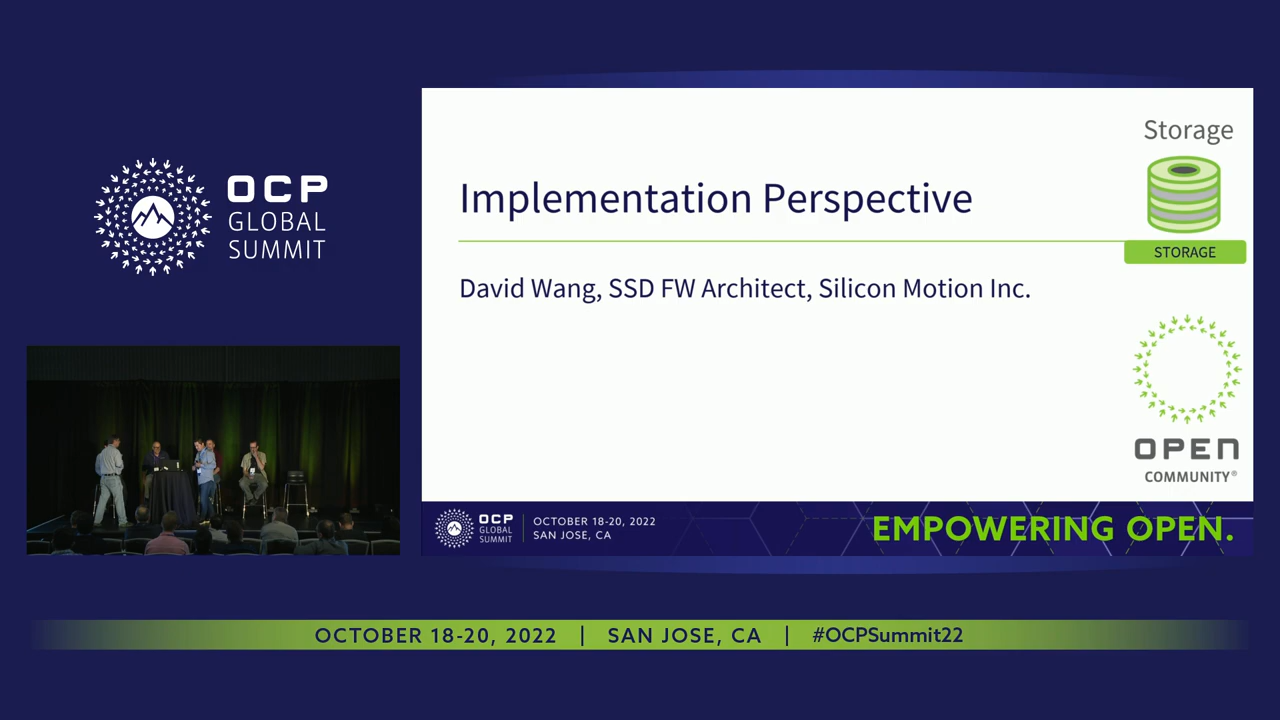 OCP
GLOBAL
SUMMIT
Storage
STORAGE
Implementation Perspective
David Wang, SSD FW Architect, Silicon Motion Inc.
OPEN
COMMUNITY®
OCP
GLOBAL
SUMMIT
OCTOBER 18-20, 2022
SAN JOSE, CA
EMPOWERING OPEN.
OCTOBER 18-20, 2022 | SAN JOSE, CA | #OCPSummit22